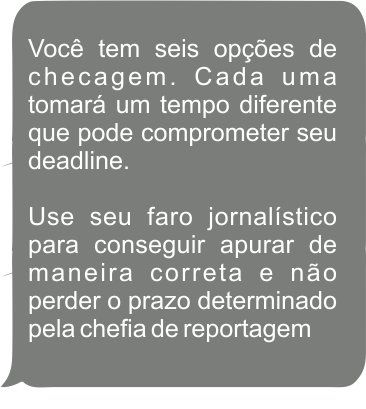 Você tem seis opções de
checagem. Cada uma
tomará um tempo diferente
que pode comprometer seu
deadline.
Use seu faro jornalístico
para conseguir apurar de
maneira correta e não
perder o prazo determinado
pela chefia de reportagem